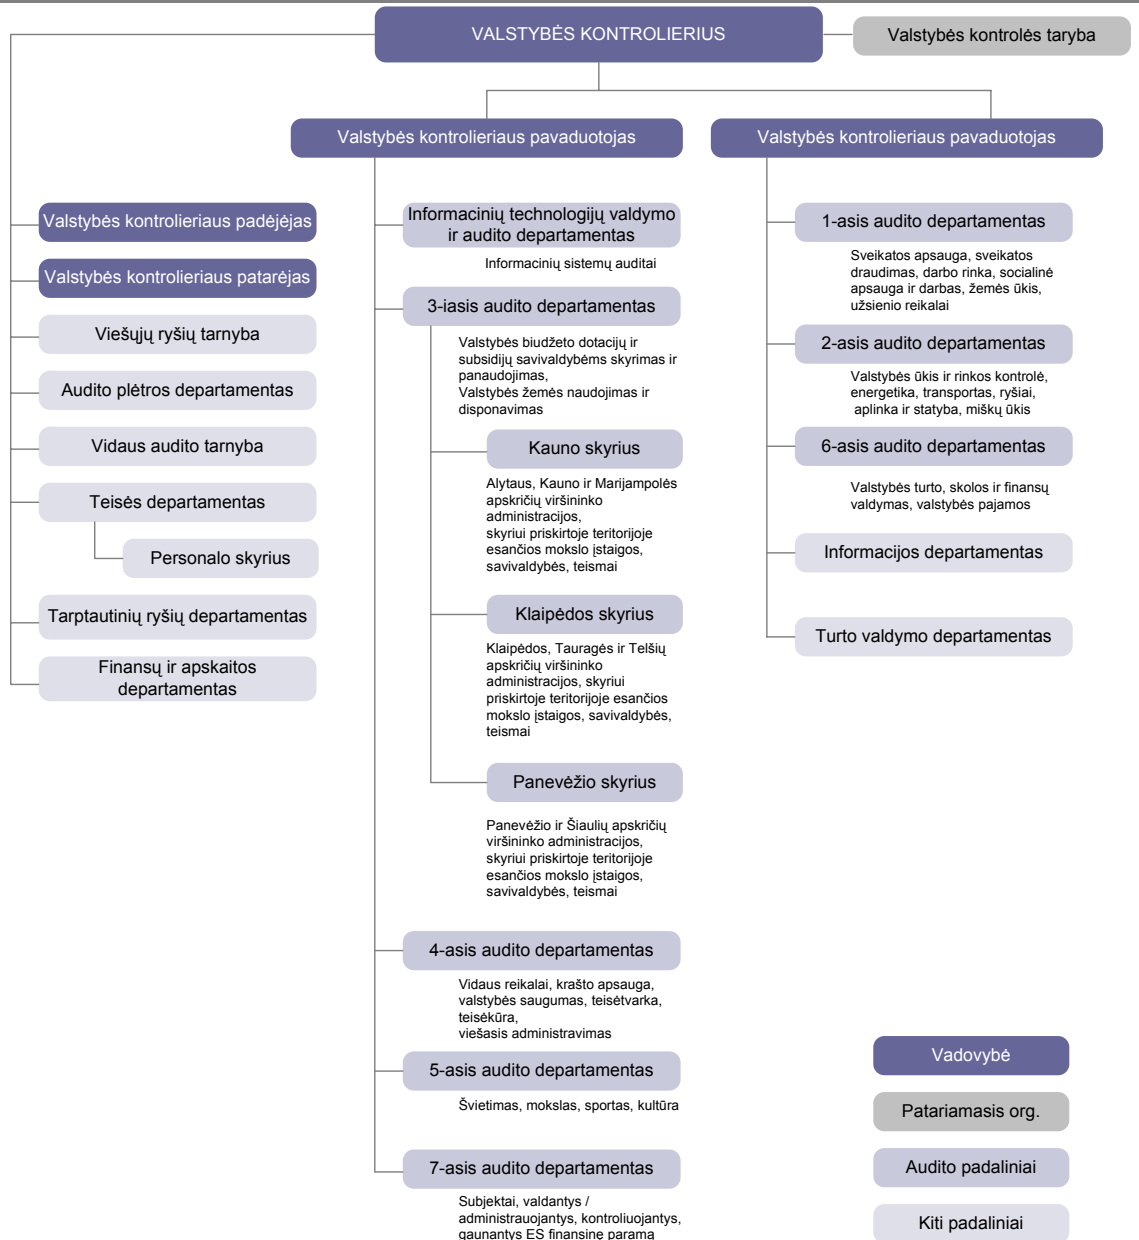 VALSTYBĖS KONTROLIERIUS
Valstybės kontrolės taryba
Valstybės kontrolieriaus pavaduotojas
Valstybės kontrolieriaus pavaduotojas
Valstybės kontrolieriaus padėjėjas
Valstybės kontrolieriaus patarėjas
Viešųjų ryšių tarnyba
Audito plėtros departamentas
Vidaus audito tarnyba
Teisės departamentas
Personalo skyrius
Tarptautinių ryšių departamentas
Finansų ir apskaitos
departamentas
Informacinių technologijų valdymo
ir audito departamentas
Informacinių sistemų auditai
3-iasis audito departamentas
Valstybės biudžeto dotacijų ir
subsidijų savivaldybėms skyrimas ir
panaudojimas,
Valstybės žemės naudojimas ir
disponavimas
Kauno skyrius
Alytaus, Kauno ir Marijampolės
apskričių viršininko
administracijos,
skyriui priskirtoje teritorijoje
esančios mokslo įstaigos,
savivaldybės, teismai
Klaipėdos skyrius
Klaipėdos, Tauragės ir Telšių
apskričių viršininko
administracijos, skyriui
priskirtoje teritorijoje esančios
mokslo įstaigos, savivaldybės,
teismai
Panevėžio skyrius
Panevėžio ir Šiaulių apskričių
viršininko administracijos,
skyriui priskirtoje teritorijoje
esančios mokslo įstaigos,
savivaldybės, teismai
4-asis audito departamentas
Vidaus reikalai, krašto apsauga,
valstybės saugumas, teisėtvarka,
teisėkūra,
viešasis administravimas
5-asis audito departamentas
Švietimas, mokslas, sportas, kultūra
7-asis audito departamentas
Subjektai, valdantys /
administruojantys, kontroliuojantys,
gaunantys ES finansinę paramą
1-asis audito departamentas
Sveikatos apsauga, sveikatos
draudimas, darbo rinka, socialinė
apsauga ir darbas, žemės ūkis,
užsienio reikalai
2-asis audito departamentas
Valstybės ūkis ir rinkos kontrolė,
energetika, transportas, ryšiai,
aplinka ir statyba, miškų ūkis
6-asis audito departamentas
Valstybės turto, skolos ir finansų
valdymas, valstybės pajamos
Informacijos departamentas
Turto valdymo departamentas
Vadovybė
Patariamasis org.
Audito padaliniai
Kiti padaliniai